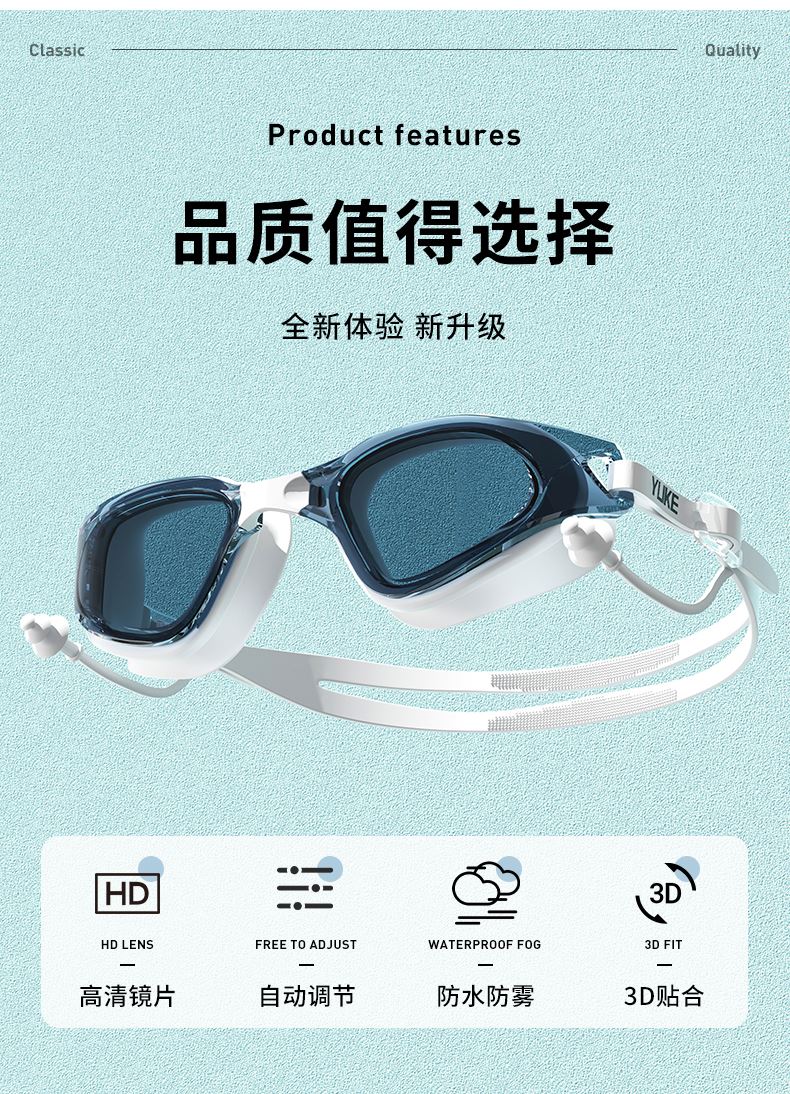 Classic
Quality
Product features
品质值得选择
全新体验 新升级
YUKE
HD
3D
HD LENS
FREE TO ADJUST
WATERPROOF FOG
3D FIT
高清镜片
自动调节
防水防雾
3D贴合